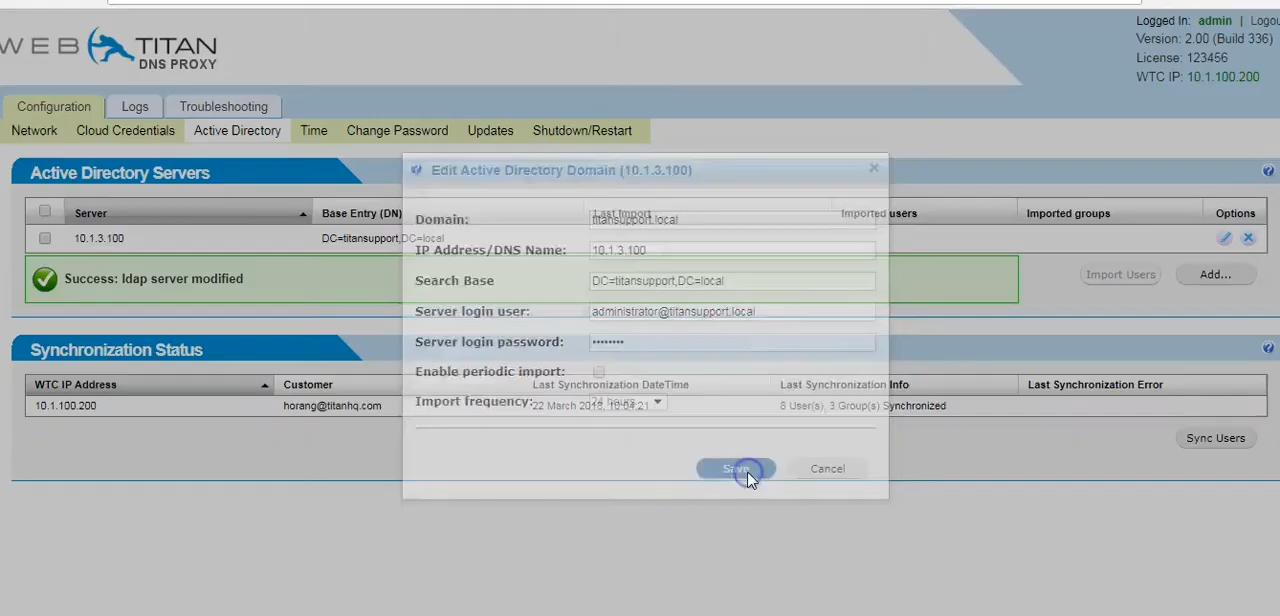 WEB TITAN
DNS PROXY
Logged In: admin | Logou
Version: 2.00 (Build 336)
License: 123456
WTC IP: 10.1.100.200
Configuration Logs Troubleshooting
Network Cloud Credentials Active Directory Time Change Password Updates Shutdown/Restart
Active Directory Servers
Server Base Entry (DN) Last Import Imported users Imported groups Options
10.1.3.100 DC=titansupport,DC=local
Success: ldap server modified
Import Users Add...
Edit Active Directory Domain (10.1.3.100)
Domain: titansupport.local
IP Address/DNS Name: 10.1.3.100
Search Base DC=titansupport,DC=local
Server login user: administrator@titansupport.local
Server login password: ••••••••
Enable periodic import:
Import frequency: 24 hours
Save Cancel
Synchronization Status
WTC IP Address Customer Last Synchronization DateTime Last Synchronization Info Last Synchronization Error
10.1.100.200 horang@titanhq.com 22 March 2018, 16:04:21 8 User(s), 3 Group(s) Synchronized
Sync Users